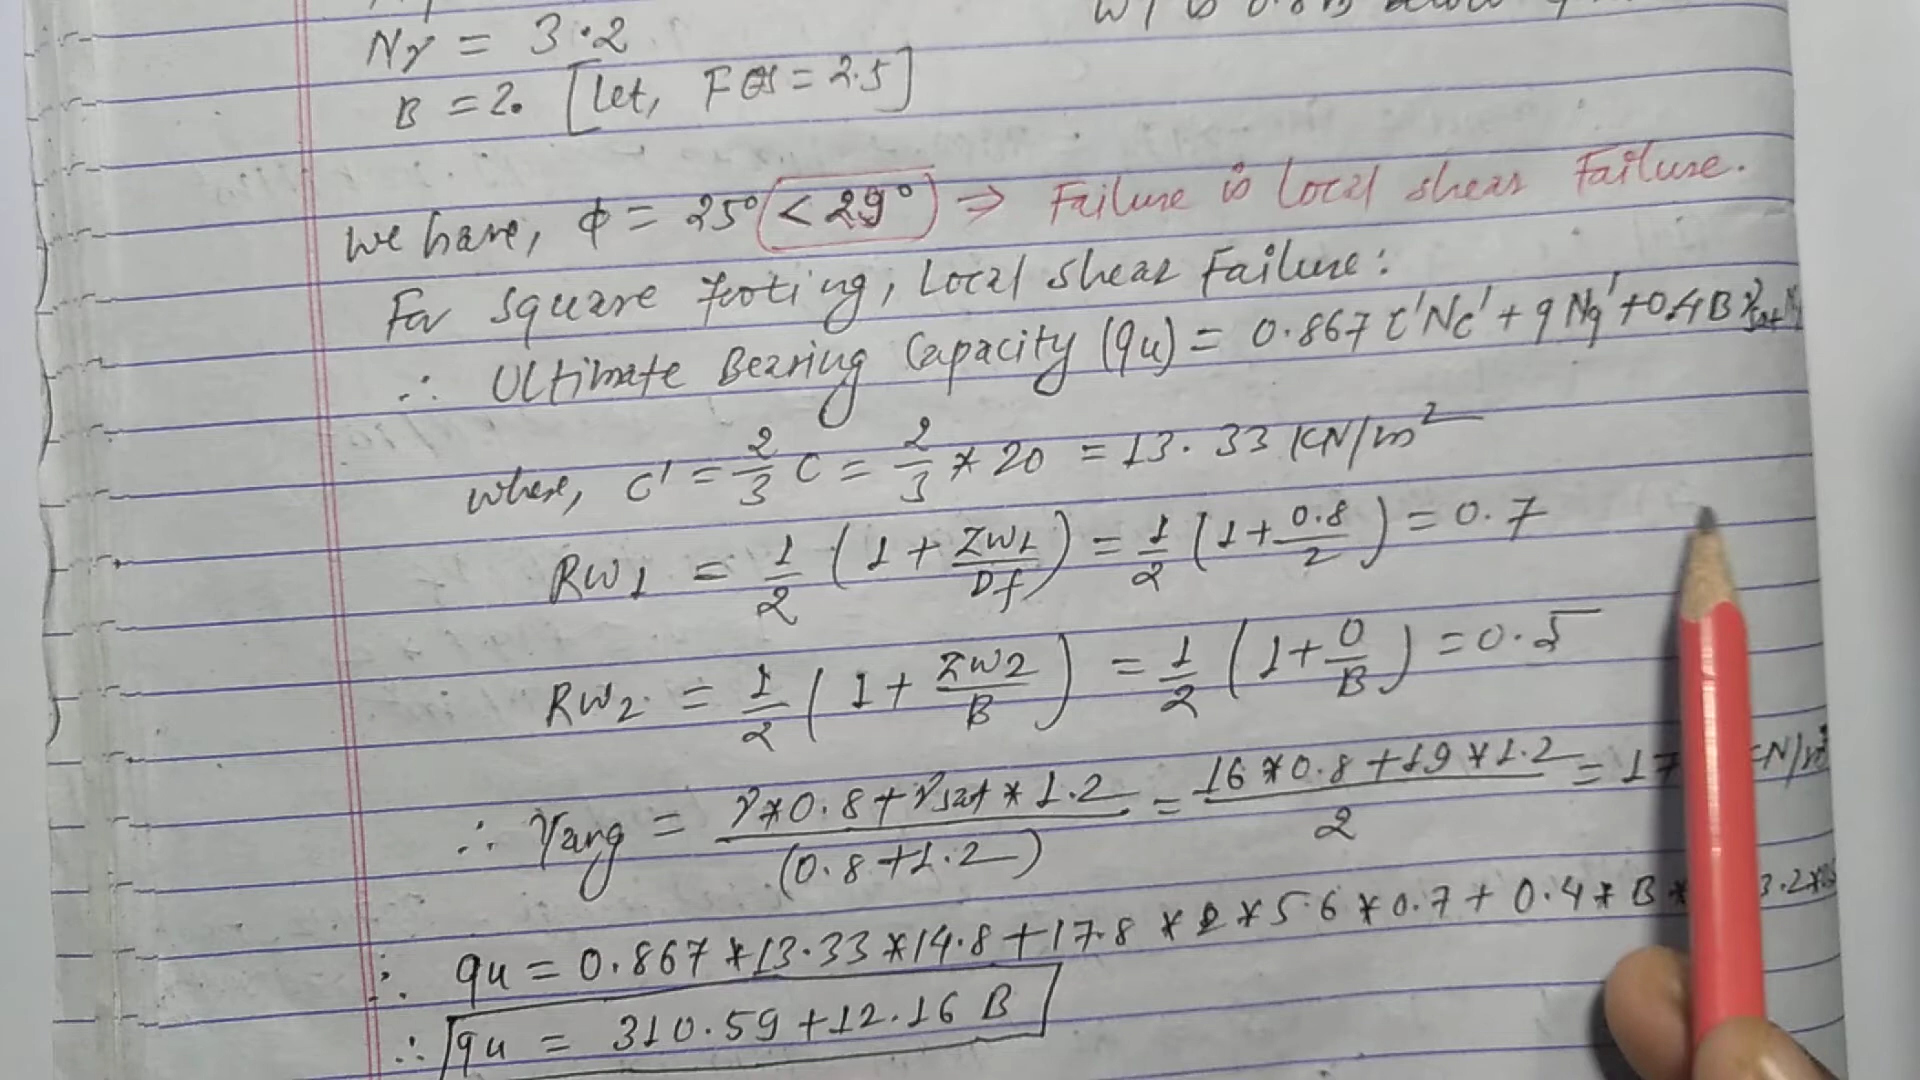 Nγ = 3.2
B = ?. [Let, FOS = 2.5]
We have, ϕ = 25° < 29° ⇒ Failure is local shear Failure.
For square footing, Local shear Failure:
∴ Ultimate Bearing Capacity (qu) = 0.867 C'Nc' + qNq' + 0.4Bγsat
where, c' = 2/3 C = 2/3 * 20 = 13.33 KN/m²
RW1 = 1/2 (1 + ZW1/Df) = 1/2 (1 + 0.8/2) = 0.7
RW2 = 1/2 (1 + ZW2/B) = 1/2 (1 + 0/B) = 0.5
∴ γavg = γ*0.8 + γsat*1.2 / (0.8+1.2) = 16*0.8+19*1.2 / 2 = 17 KN/m³
∴ qu = 0.867*13.33*14.8+17.8*2*5.6*0.7+0.4*B* 3.2*
∴ qu = 310.59+12.16 B